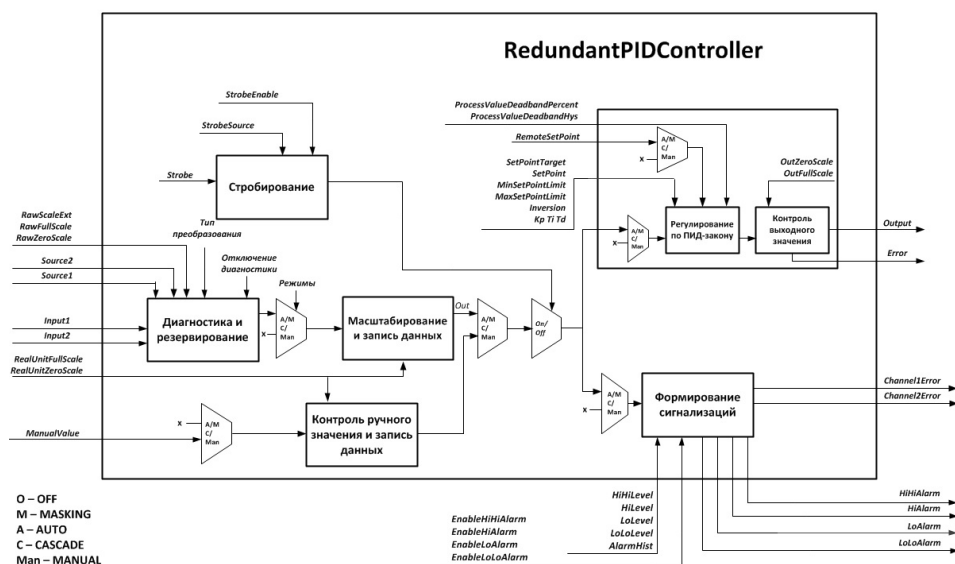 RedundantPIDController
StrobeEnable
StrobeSource
Strobe
Стробирование
ProcessValueDeadbandPercent
ProcessValueDeadbandHys
RemoteSetPoint
A/M
C/
Man
x
SetPointTarget
SetPoint
MinSetPointLimit
MaxSetPointLimit
Inversion
Kp Ti Td
OutZeroScale
OutFullScale
A/M
C/
Man
x
Регулирование
по ПИД-закону
Контроль
выходного
значения
Output
Error
RawScaleExt
RawFullScale
RawZeroScale
Тип
преобразования
Source2
Source1
Отключение
диагностики
Режимы
Input1
Input2
Диагностика и
резервирование
A/M
C/
Man
x
Масштабирование
и запись данных
Out
A/M
C/
Man
On/
Off
RealUnitFullScale
RealUnitZeroScale
ManualValue
x
A/M
C/
Man
Контроль ручного
значения и запись
данных
A/M
C/
Man
x
Формирование
сигнализаций
Channel1Error
Channel2Error
HiHiAlarm
HiAlarm
LoAlarm
LoLoAlarm
HiHiLevel
HiLevel
LoLevel
LoLoLevel
AlarmHist
EnableHiHiAlarm
EnableHiAlarm
EnableLoAlarm
EnableLoLoAlarm
O – OFF
M – MASKING
A – AUTO
C – CASCADE
Man – MANUAL